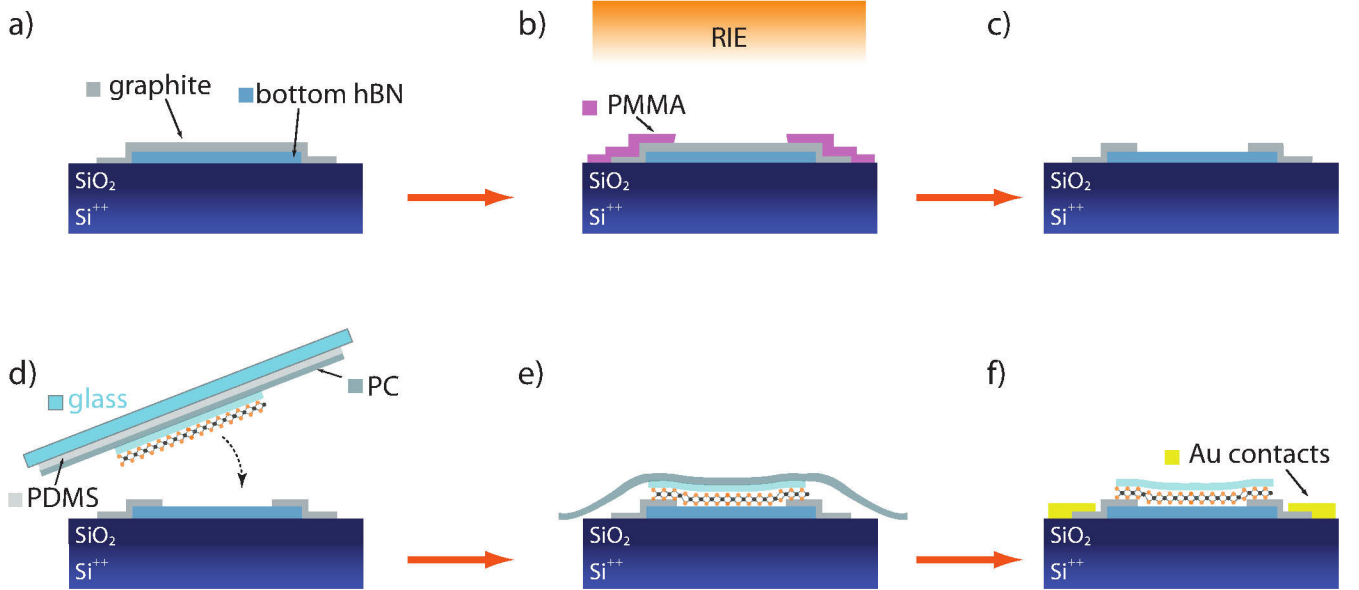 a)
graphite
bottom hBN
SiO₂
Si⁺⁺
b)
RIE
PMMA
SiO₂
Si⁺⁺
c)
SiO₂
Si⁺⁺
d)
glass
PC
PDMS
SiO₂
Si⁺⁺
e)
SiO₂
Si⁺⁺
f)
Au contacts
SiO₂
Si⁺⁺